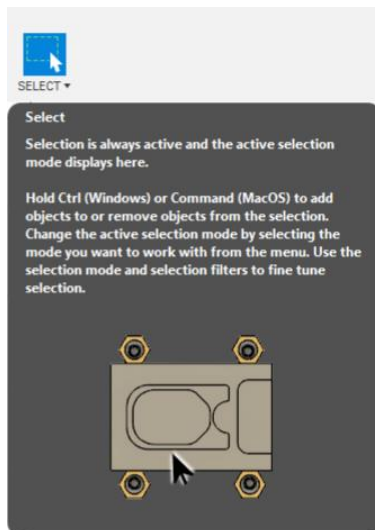 SELECT ▾
Select
Selection is always active and the active selection
mode displays here.
Hold Ctrl (Windows) or Command (MacOS) to add
objects to or remove objects from the selection.
Change the active selection mode by selecting the
mode you want to work with from the menu. Use the
selection mode and selection filters to fine tune
selection.